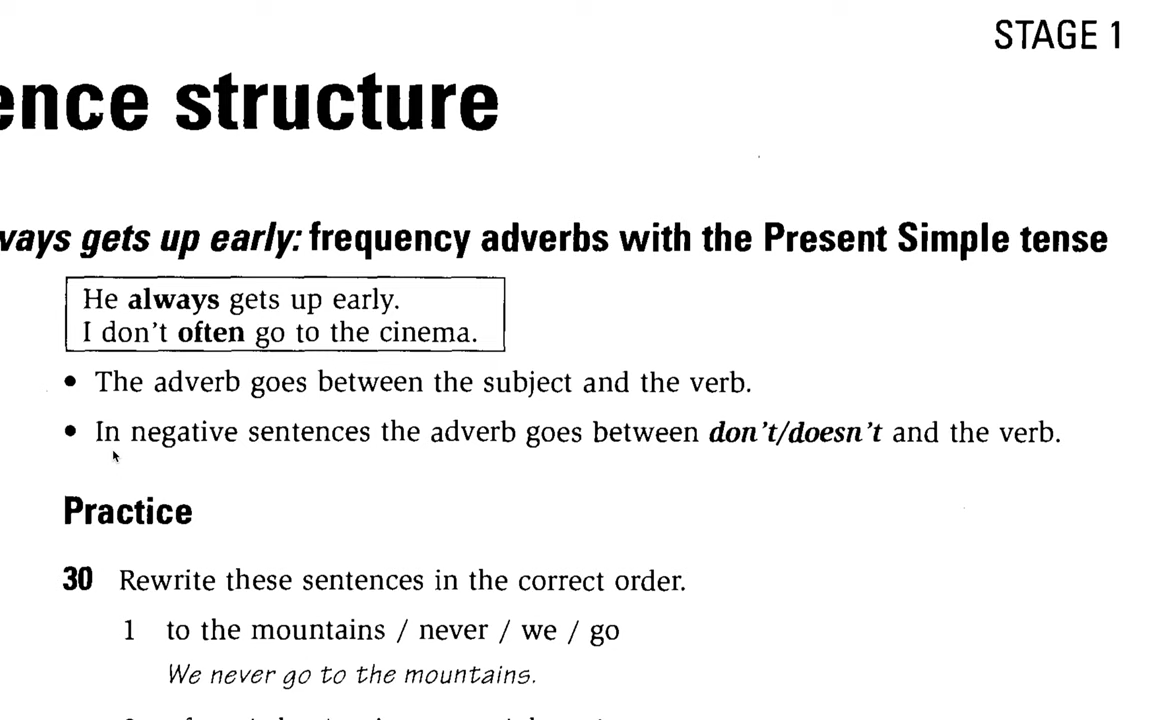 STAGE 1
ence structure
ways gets up early: frequency adverbs with the Present Simple tense
He always gets up early.
I don't often go to the cinema.
• The adverb goes between the subject and the verb.
• In negative sentences the adverb goes between don't/doesn't and the verb.
Practice
30 Rewrite these sentences in the correct order.
1 to the mountains / never / we / go
We never go to the mountains.